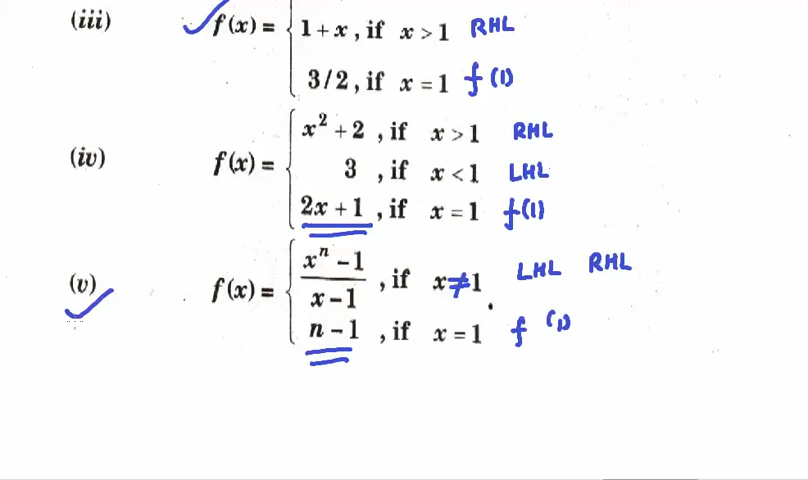 (iii) f(x) = { 1 + x , if x > 1 RHL
3/2 , if x = 1 f(1)
x² + 2 , if x > 1 RHL
(iv) f(x) = { 3 , if x < 1 LHL
2x + 1 , if x = 1 f(1)
(v) f(x) = { (xⁿ − 1)/(x − 1) , if x ≠ 1 LHL RHL
n − 1 , if x = 1 f(1)